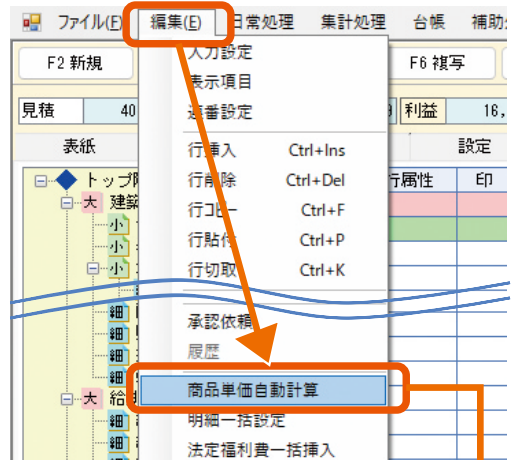 ファイル(F) 編集(E) 日常処理 集計処理 台帳 補助
F2 新規 F6 複写
見積 40 利益 16,
表紙 設定
入力設定
表示項目
連番設定
行挿入 Ctrl+Ins
行削除 Ctrl+Del
行コピー Ctrl+F
行貼付 Ctrl+P
行切取 Ctrl+K
承認依頼
履歴
商品単価自動計算
明細一括設定
法定福利費一括挿入
行属性 印
トップ階
大 建築
小
小
小
細
細
細
細
大 給排
細
細